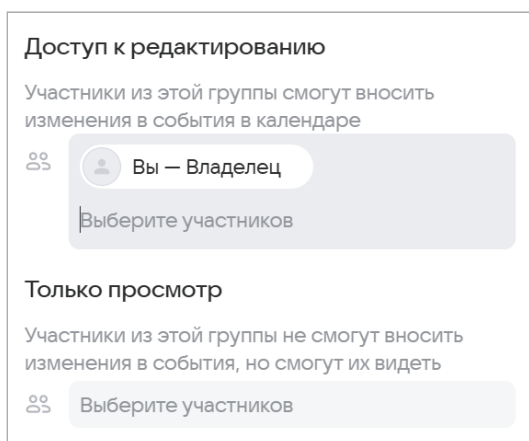 Доступ к редактированию
Участники из этой группы смогут вносить
изменения в события в календаре
Вы — Владелец
Выберите участников
Только просмотр
Участники из этой группы не смогут вносить
изменения в события, но смогут их видеть
Выберите участников